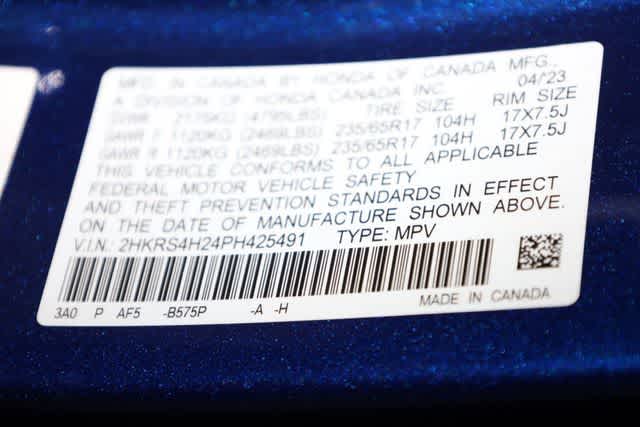 MFG. IN CANADA BY HONDA OF CANADA MFG., 04/23
A DIVISION OF HONDA CANADA INC.
GVWR 2175KG (4795LBS) TIRE SIZE RIM SIZE
GAWR F 1120KG (2469LBS) 235/65R17 104H 17X7.5J
GAWR R 1120KG (2469LBS) 235/65R17 104H 17X7.5J
THIS VEHICLE CONFORMS TO ALL APPLICABLE
FEDERAL MOTOR VEHICLE SAFETY
AND THEFT PREVENTION STANDARDS IN EFFECT
ON THE DATE OF MANUFACTURE SHOWN ABOVE.
V.I.N.: 2HKRS4H24PH425491 TYPE: MPV
3A0 P AF5 -B575P -A -H MADE IN CANADA